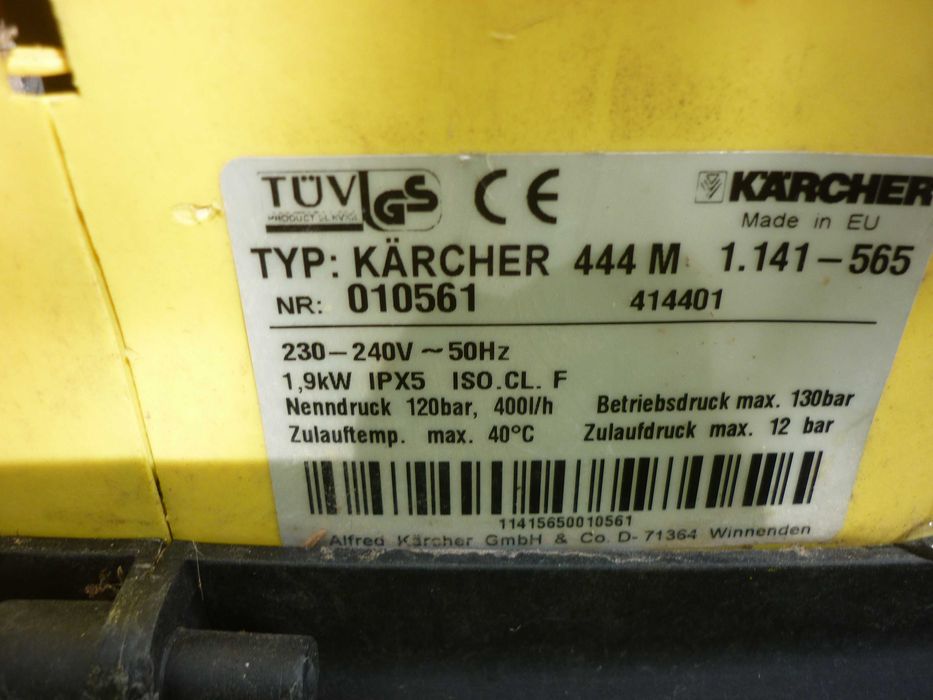 TÜV GS CE KÄRCHER
PRODUCT SERVICE
Made in EU
TYP: KÄRCHER 444 M 1.141-565
NR: 010561 414401
230-240V ~ 50Hz
1,9kW IPX5 ISO.CL. F
Nenndruck 120bar, 400l/h Betriebsdruck max. 130bar
Zulauftemp. max. 40°C Zulaufdruck max. 12 bar
11415650010561
Alfred Kärcher GmbH & Co. D-71364 Winnenden